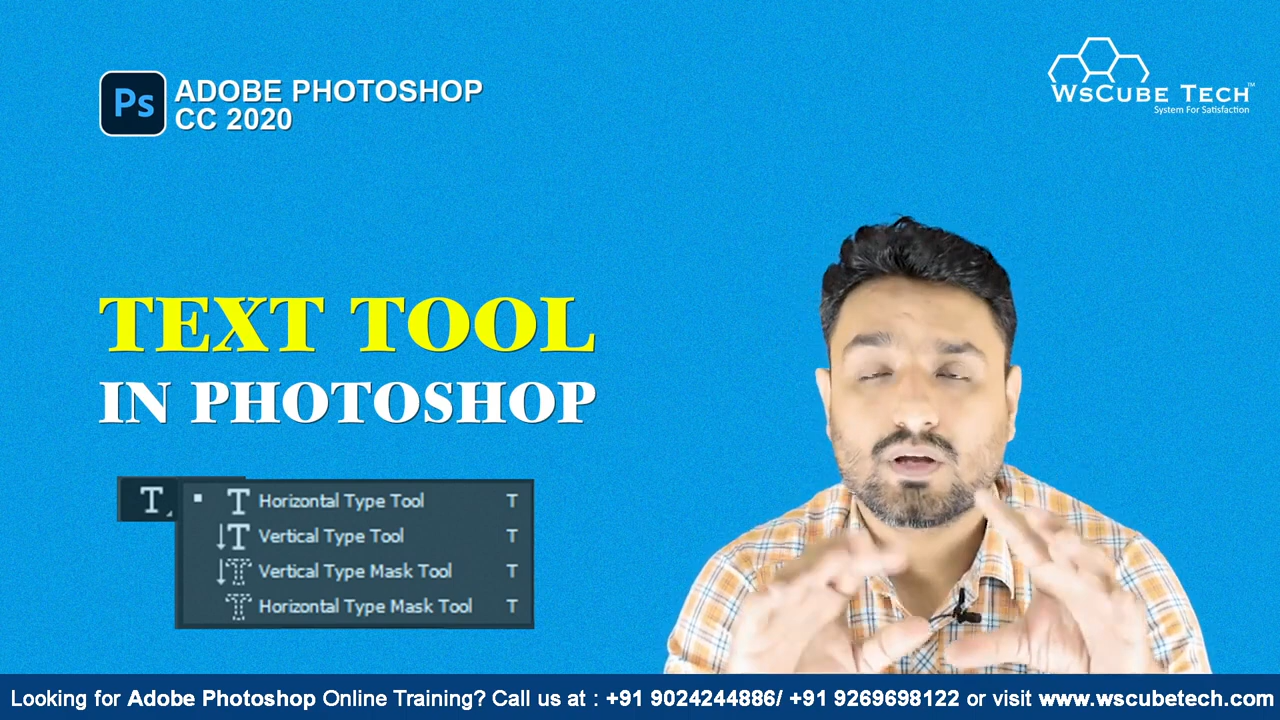 Ps
ADOBE PHOTOSHOP
CC 2020
WSCUBE TECH™
System For Satisfaction
TEXT TOOL
IN PHOTOSHOP
T
T Horizontal Type Tool T
T Vertical Type Tool T
T Vertical Type Mask Tool T
T Horizontal Type Mask Tool T
Looking for Adobe Photoshop Online Training? Call us at : +91 9024244886/ +91 9269698122 or visit www.wscubetech.com